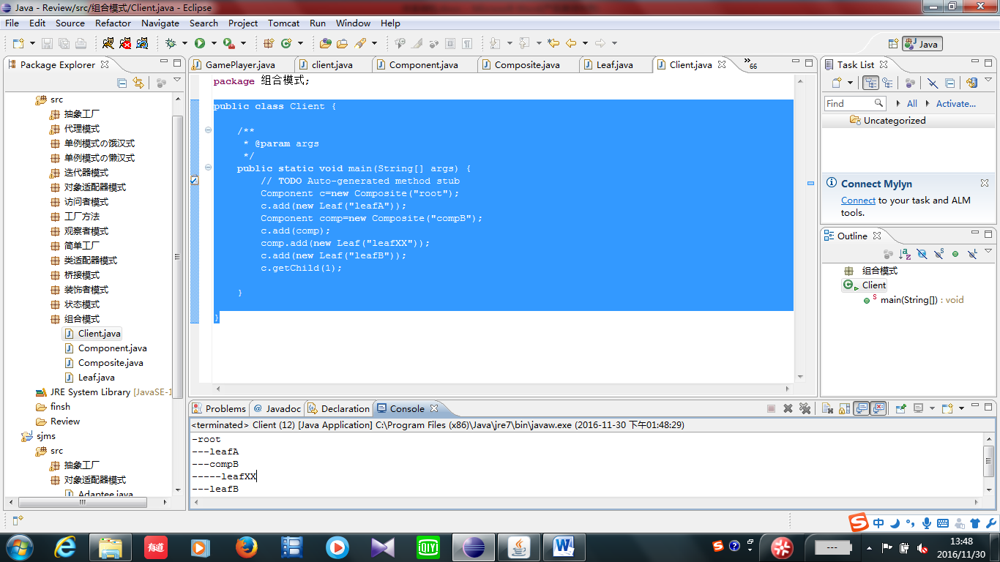 Java - Review/src/组合模式/Client.java - Eclipse
File Edit Source Refactor Navigate Search Project Tomcat Run Window Help
Java
Package Explorer
src
抽象工厂
代理模式
单例模式の饿汉式
单例模式の懒汉式
迭代器模式
对象适配器模式
访问者模式
工厂方法
观察者模式
简单工厂
类适配器模式
桥接模式
装饰者模式
状态模式
组合模式
Client.java
Component.java
Composite.java
Leaf.java
JRE System Library [JavaSE-1
finsh
Review
sjms
src
抽象工厂
对象适配器模式
Adaptee.java
GamePlayer.java client.java Component.java Composite.java Leaf.java Client.java »66
package 组合模式;
public class Client {
/**
* @param args
*/
public static void main(String[] args) {
// TODO Auto-generated method stub
Component c=new Composite("root");
c.add(new Leaf("leafA"));
Component comp=new Composite("compB");
c.add(comp);
comp.add(new Leaf("leafXX"));
c.add(new Leaf("leafB"));
c.getChild(1);
}
}
Task List
Find All Activate...
Uncategorized
Connect Mylyn
Connect to your task and ALM
tools.
Outline
组合模式
Client
main(String[]) : void
Problems @ Javadoc Declaration Console
<terminated> Client (12) [Java Application] C:\Program Files (x86)\Java\jre7\bin\javaw.exe (2016-11-30 下午01:48:29)
-root
---leafA
---compB
-----leafXX
---leafB
中
有道
QIYI
13:48
2016/11/30